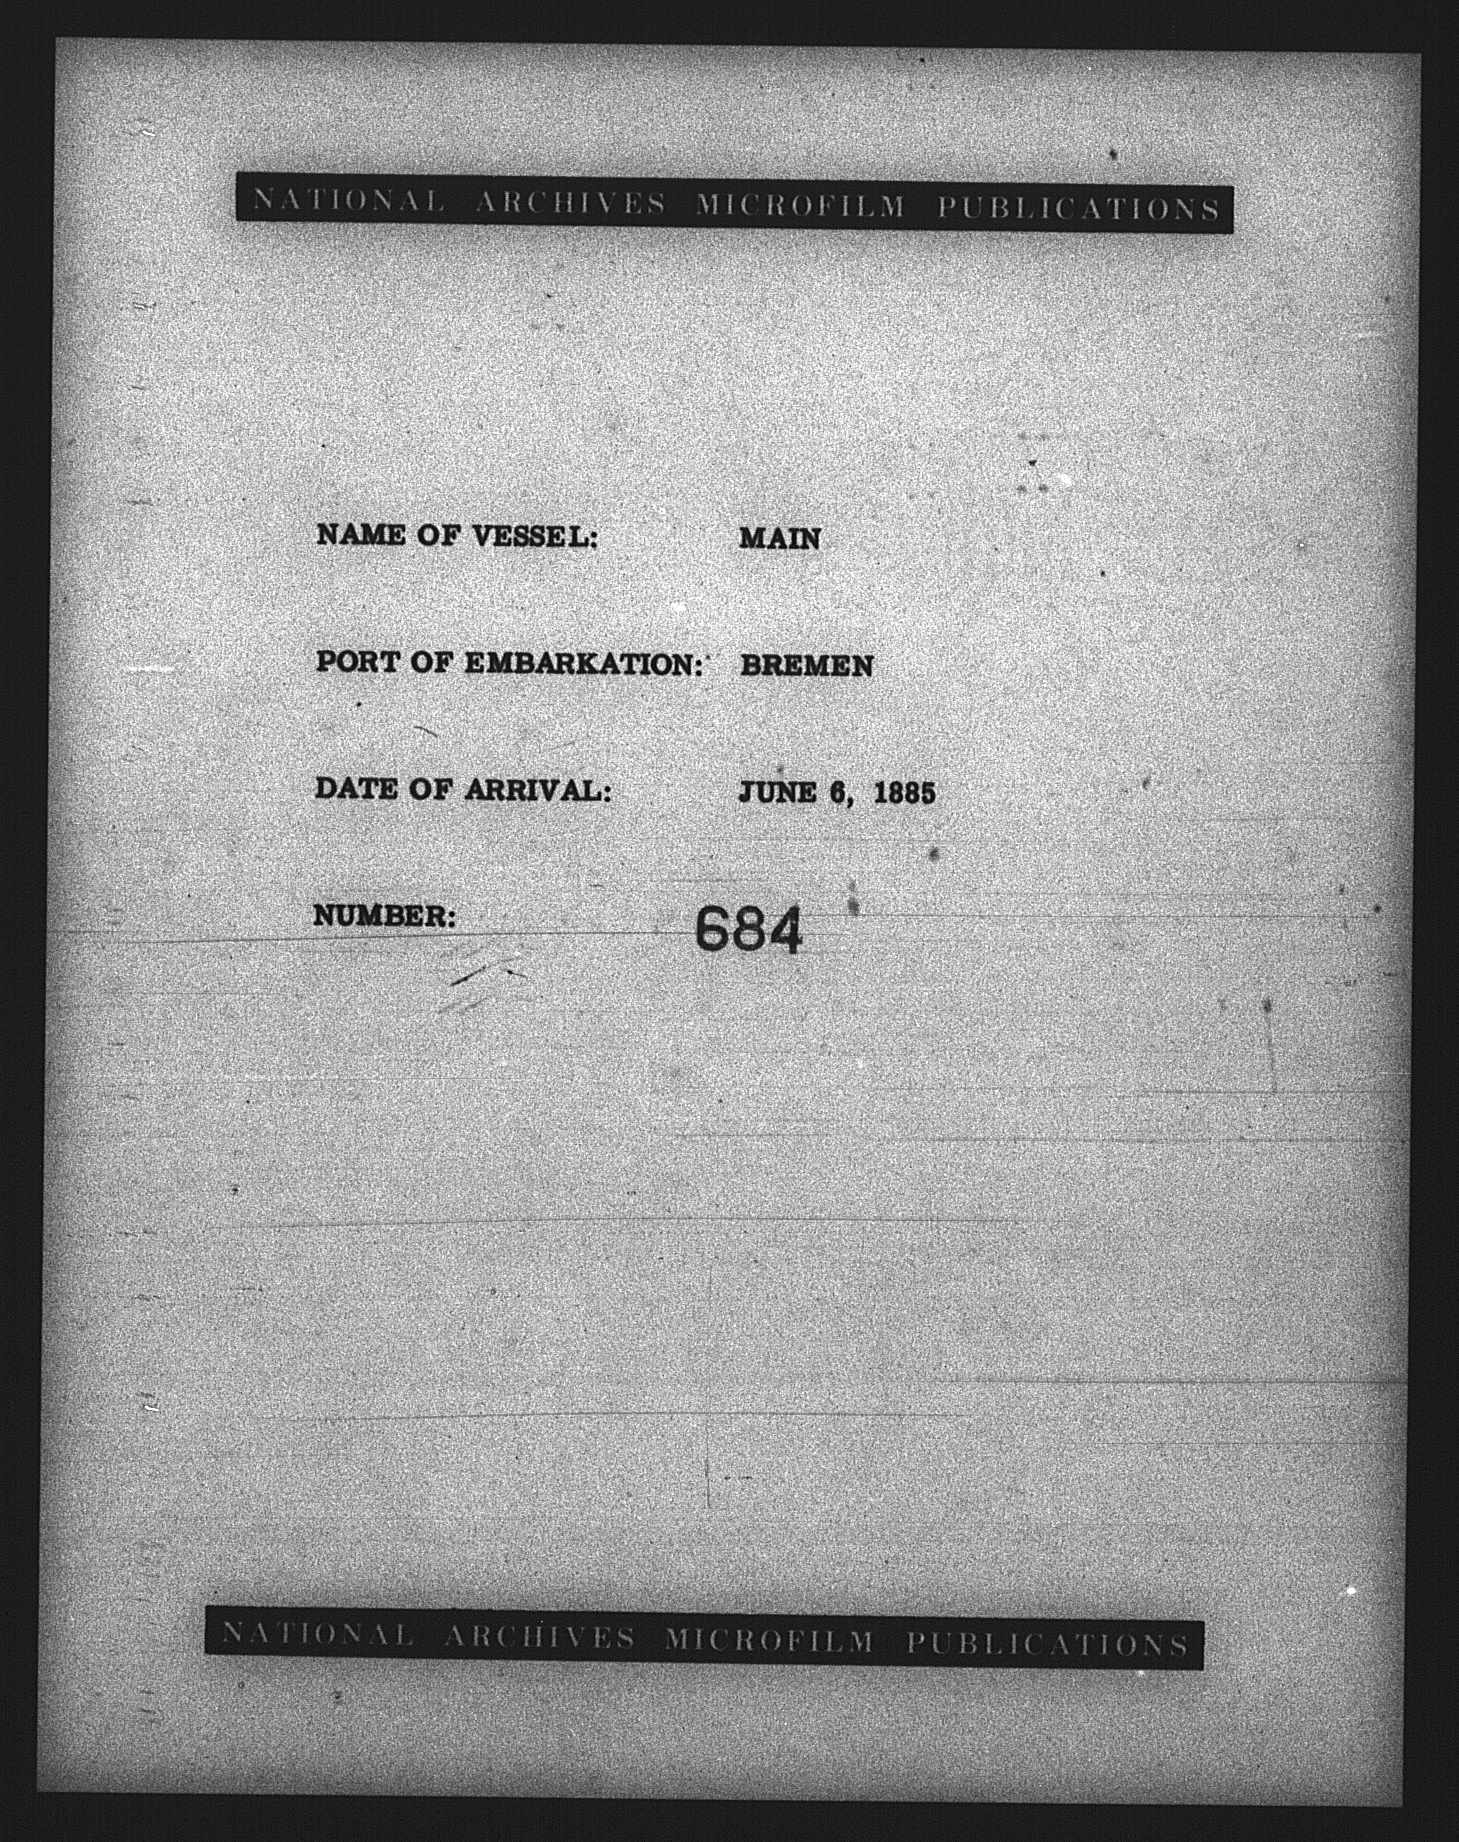 NATIONAL ARCHIVES MICROFILM PUBLICATIONS
NAME OF VESSEL: MAIN
PORT OF EMBARKATION: BREMEN
DATE OF ARRIVAL: JUNE 6, 1885
NUMBER: 684
NATIONAL ARCHIVES MICROFILM PUBLICATIONS